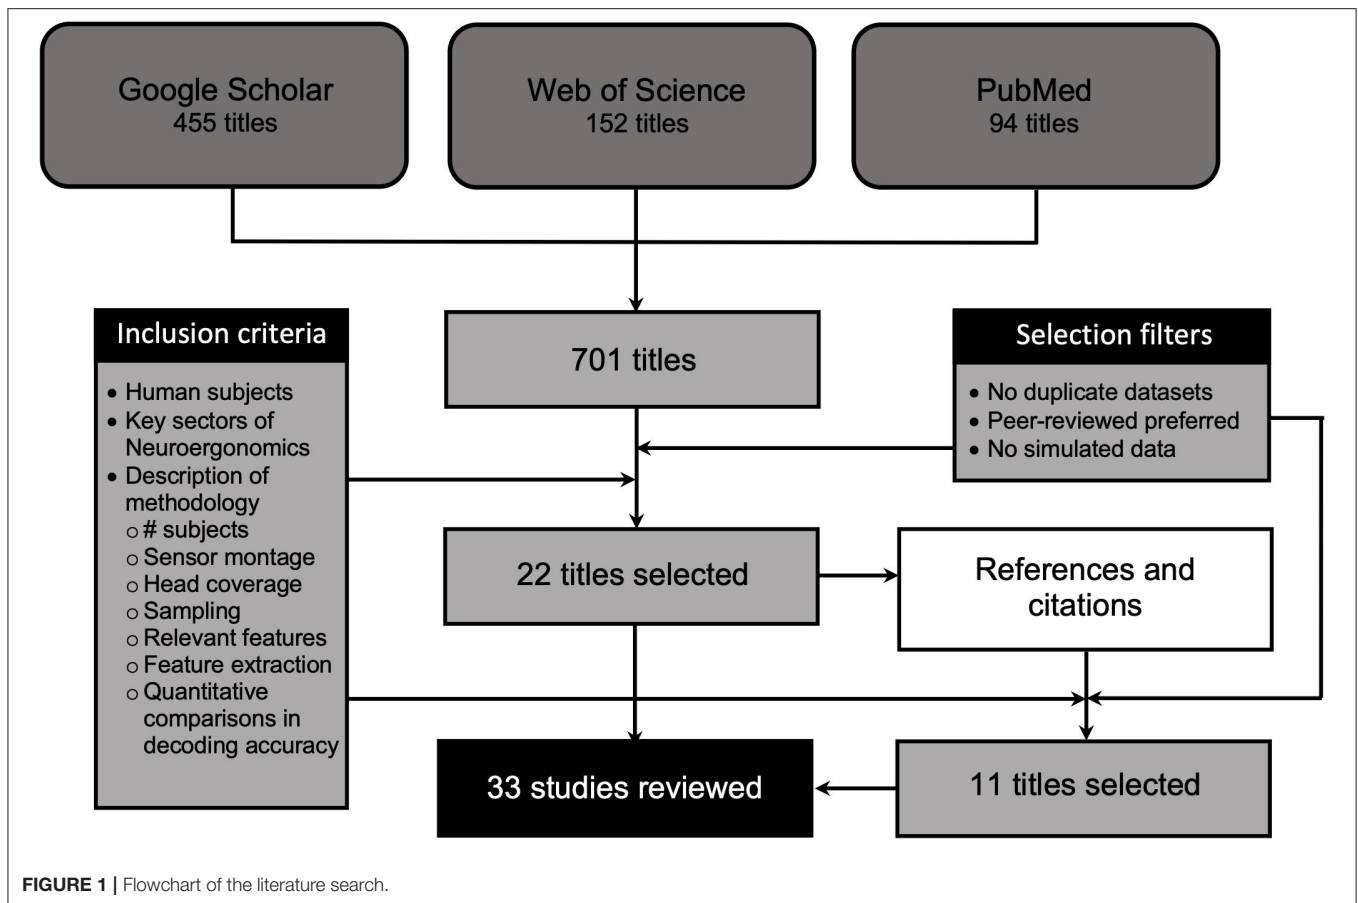 Google Scholar
455 titles
Web of Science
152 titles
PubMed
94 titles
Inclusion criteria
• Human subjects
• Key sectors of
Neuroergonomics
• Description of
methodology
○ # subjects
○ Sensor montage
○ Head coverage
○ Sampling
○ Relevant features
○ Feature extraction
○ Quantitative
comparisons in
decoding accuracy
701 titles
Selection filters
• No duplicate datasets
• Peer-reviewed preferred
• No simulated data
22 titles selected
References and
citations
33 studies reviewed
11 titles selected
FIGURE 1 | Flowchart of the literature search.